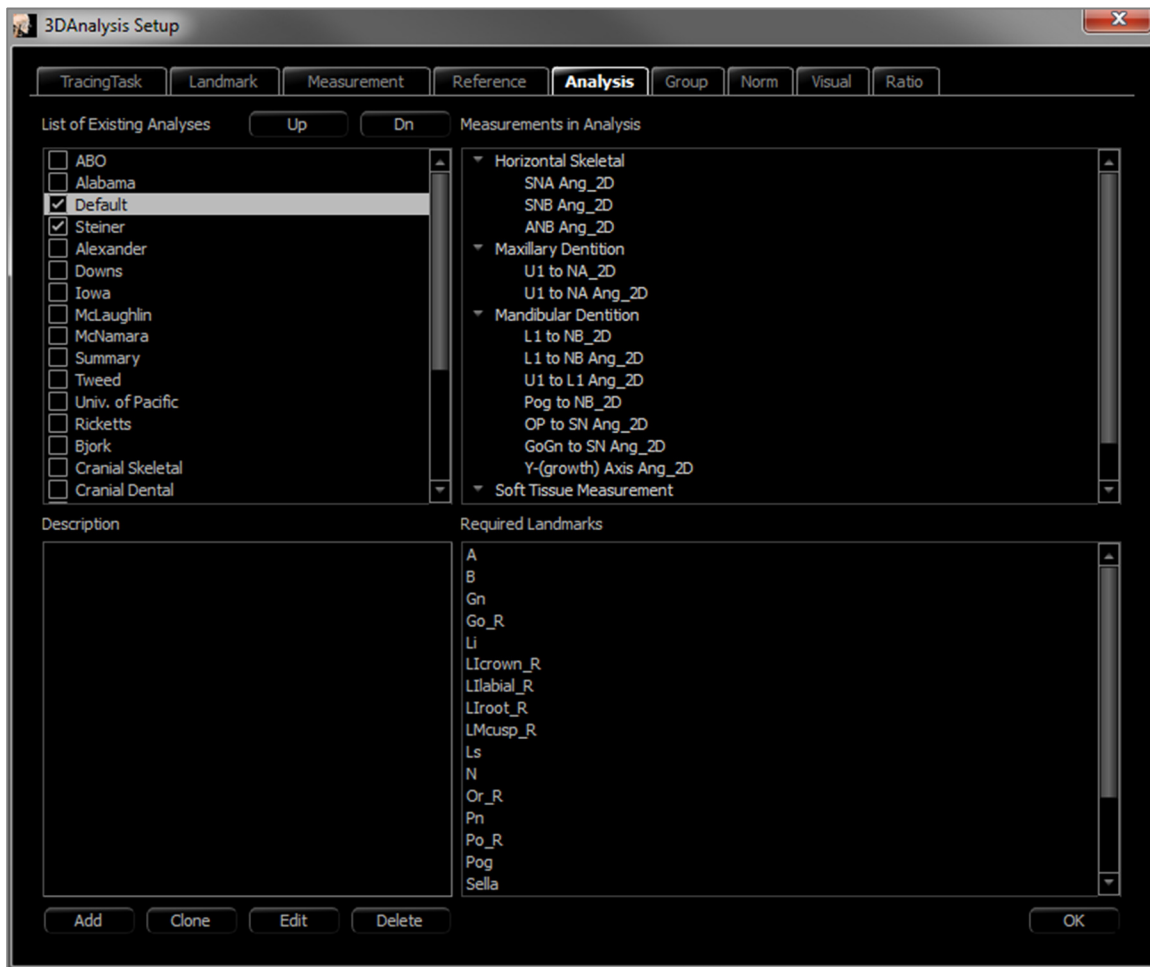 3DAnalysis Setup
TracingTask Landmark Measurement Reference Analysis Group Norm Visual Ratio
List of Existing Analyses Up Dn Measurements in Analysis
ABO
Alabama
Default
Steiner
Alexander
Downs
Iowa
McLaughlin
McNamara
Summary
Tweed
Univ. of Pacific
Ricketts
Bjork
Cranial Skeletal
Cranial Dental
Horizontal Skeletal
SNA Ang_2D
SNB Ang_2D
ANB Ang_2D
Maxillary Dentition
U1 to NA_2D
U1 to NA Ang_2D
Mandibular Dentition
L1 to NB_2D
L1 to NB Ang_2D
U1 to L1 Ang_2D
Pog to NB_2D
OP to SN Ang_2D
GoGn to SN Ang_2D
Y-(growth) Axis Ang_2D
Soft Tissue Measurement
Description
Required Landmarks
A
B
Gn
Go_R
Li
LIcrown_R
LIlabial_R
LIroot_R
LMcusp_R
Ls
N
Or_R
Pn
Po_R
Pog
Sella
Add Clone Edit Delete OK